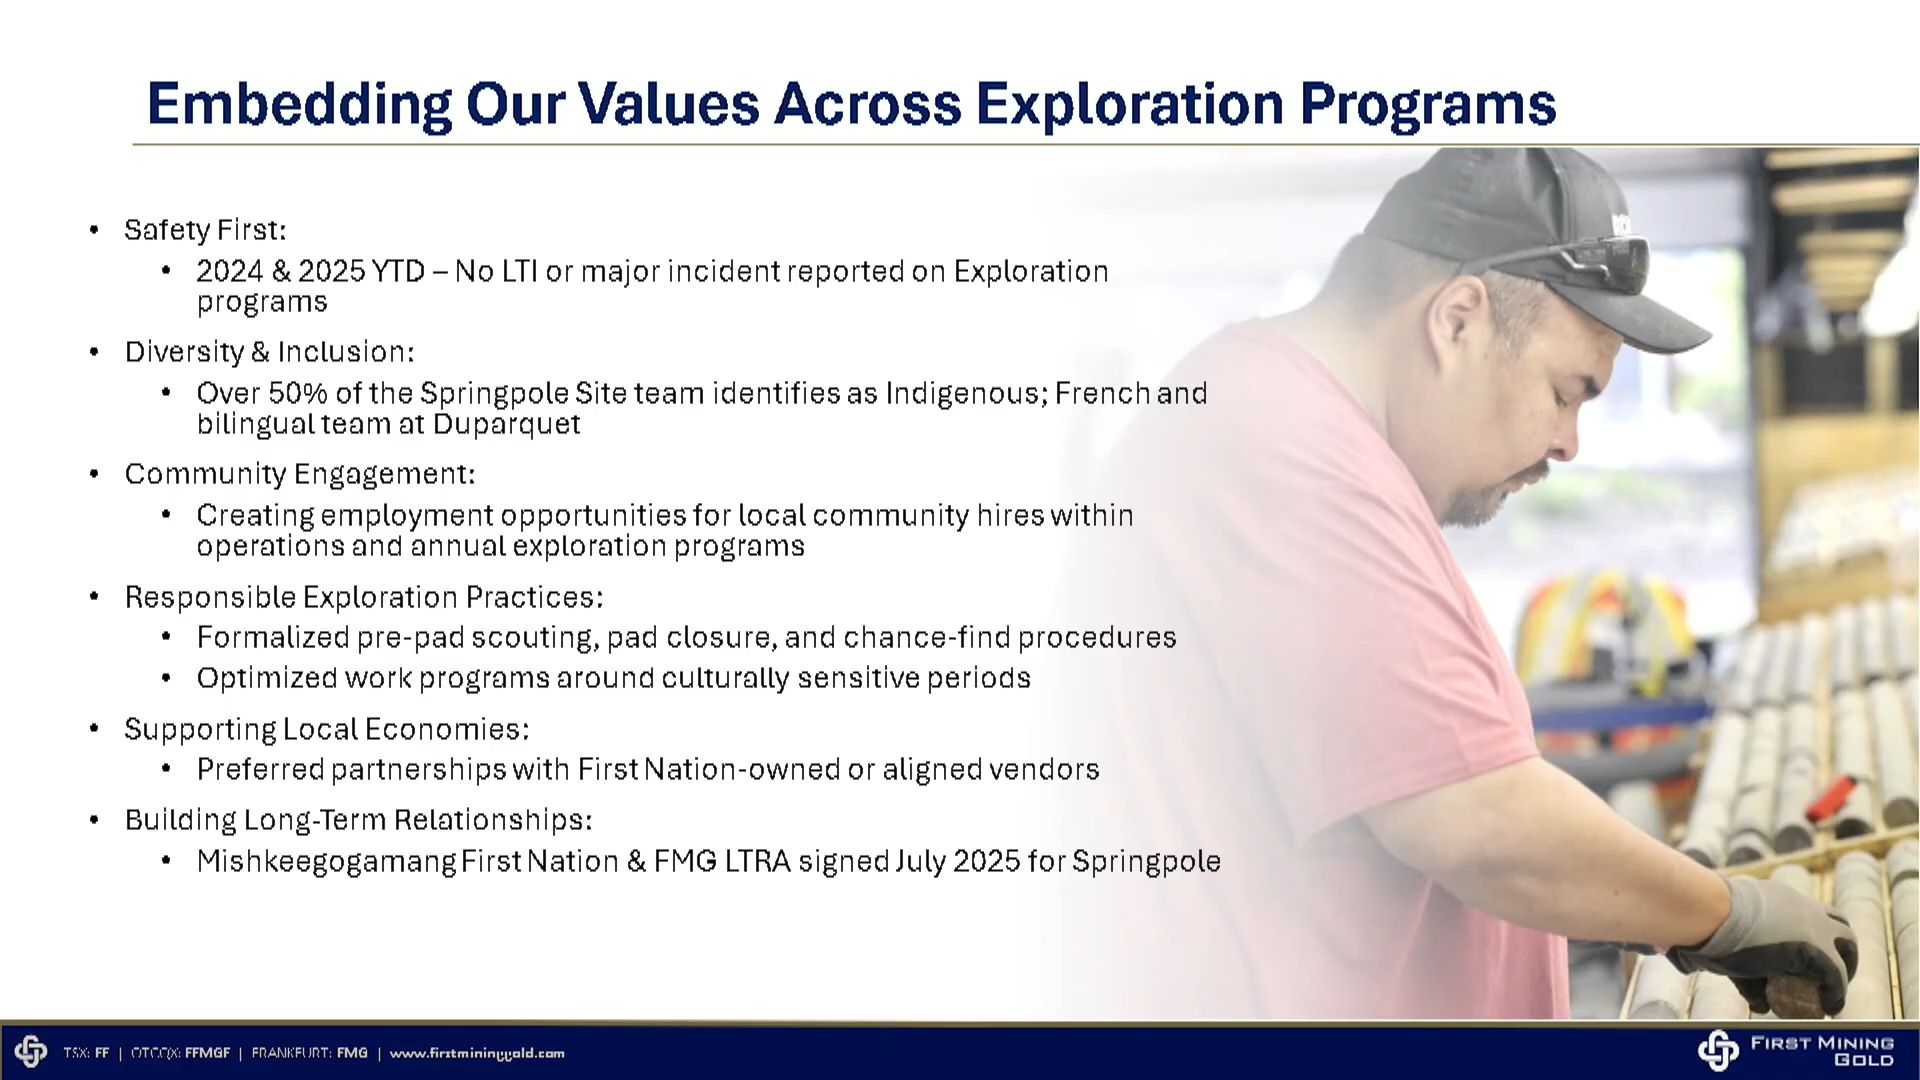 Embedding Our Values Across Exploration Programs
• Safety First:
• 2024 & 2025 YTD – No LTI or major incident reported on Exploration
programs
• Diversity & Inclusion:
• Over 50% of the Springpole Site team identifies as Indigenous; French and
bilingual team at Duparquet
• Community Engagement:
• Creating employment opportunities for local community hires within
operations and annual exploration programs
• Responsible Exploration Practices:
• Formalized pre-pad scouting, pad closure, and chance-find procedures
• Optimized work programs around culturally sensitive periods
• Supporting Local Economies:
• Preferred partnerships with First Nation-owned or aligned vendors
• Building Long-Term Relationships:
• Mishkeegogamang First Nation & FMG LTRA signed July 2025 for Springpole
TSX: FF | OTCQX: FFMGF | FRANKFURT: FMG | www.firstmininggold.com
FIRST MINING
GOLD